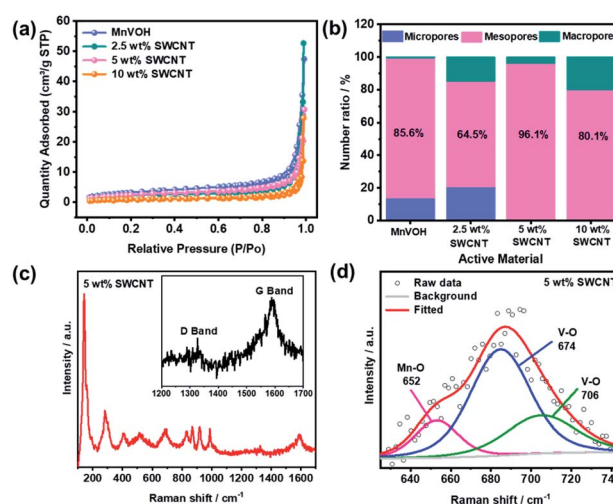 (a)
MnVOH
2.5 wt% SWCNT
5 wt% SWCNT
10 wt% SWCNT
Quantity Adsorbed (cm³/g STP)
60
50
40
30
20
10
0
0.0 0.2 0.4 0.6 0.8 1.0
Relative Pressure (P/Po)
(b)
Micropores Mesopores Macropores
Number ratio / %
120
100
80
60
40
20
0
85.6% 64.5% 96.1% 80.1%
MnVOH 2.5 wt% 5 wt% 10 wt%
SWCNT SWCNT SWCNT
Active Material
(c)
5 wt% SWCNT
G Band
D Band
1200 1300 1400 1500 1600 1700
Intensity / a.u.
200 400 600 800 1000 1200 1400 1600
Raman shift / cm⁻¹
(d)
Raw data
Background
Fitted
5 wt% SWCNT
V-O
674
Mn-O
652
V-O
706
Intensity / a.u.
640 660 680 700 720
Raman shift / cm⁻¹